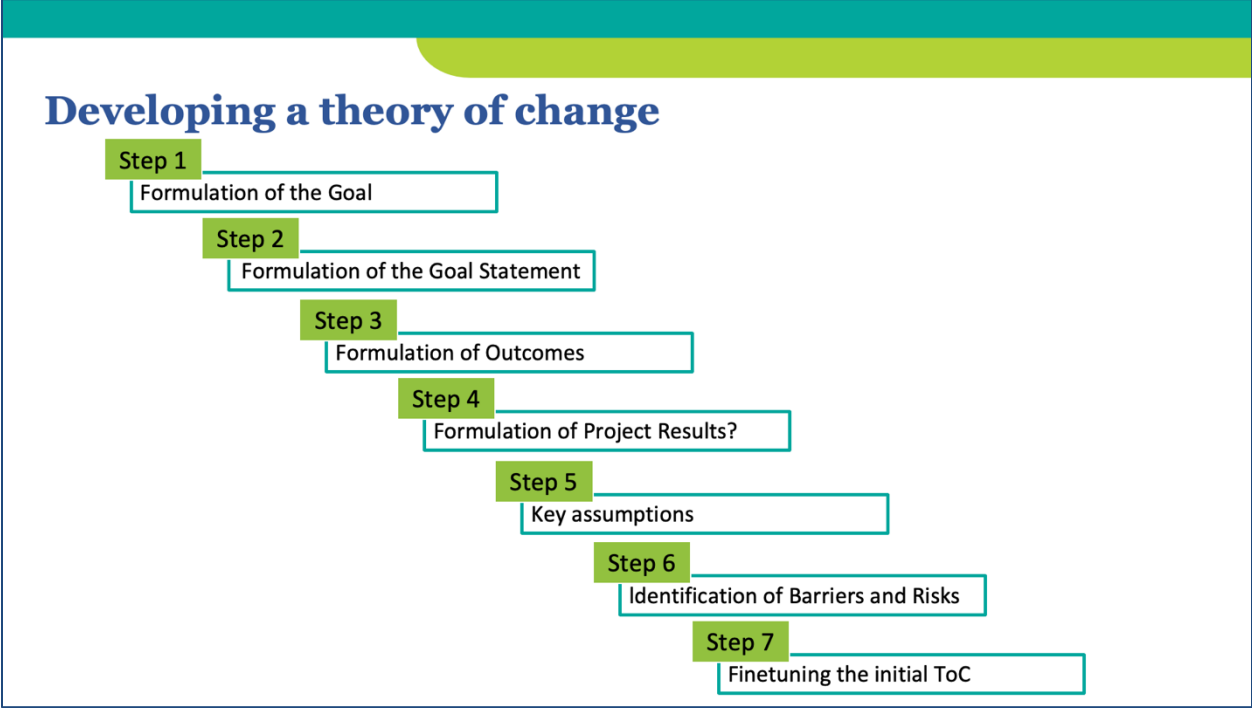 Developing a theory of change
Step 1
Formulation of the Goal
Step 2
Formulation of the Goal Statement
Step 3
Formulation of Outcomes
Step 4
Formulation of Project Results?
Step 5
Key assumptions
Step 6
Identification of Barriers and Risks
Step 7
Finetuning the initial ToC